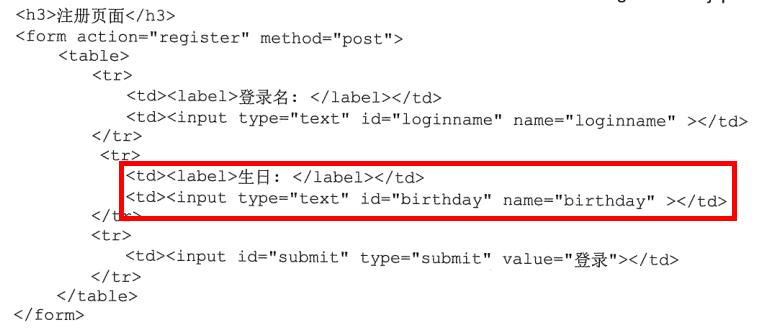 <h3>注册页面</h3>
<form action="register" method="post">
<table>
<tr>
<td><label>登录名: </label></td>
<td><input type="text" id="loginname" name="loginname" ></td>
</tr>
<tr>
<td><label>生日: </label></td>
<td><input type="text" id="birthday" name="birthday" ></td>
</tr>
<tr>
<td><input id="submit" type="submit" value="登录"></td>
</tr>
</table>
</form>